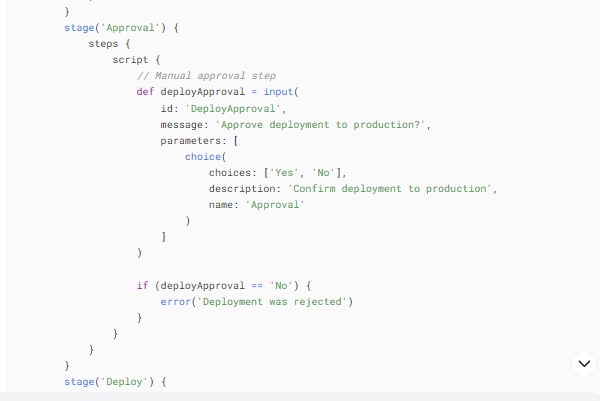 }
stage('Approval') {
steps {
script {
// Manual approval step
def deployApproval = input(
id: 'DeployApproval',
message: 'Approve deployment to production?',
parameters: [
choice(
choices: ['Yes', 'No'],
description: 'Confirm deployment to production',
name: 'Approval'
)
]
)
if (deployApproval == 'No') {
error('Deployment was rejected')
}
}
}
}
stage('Deploy') {